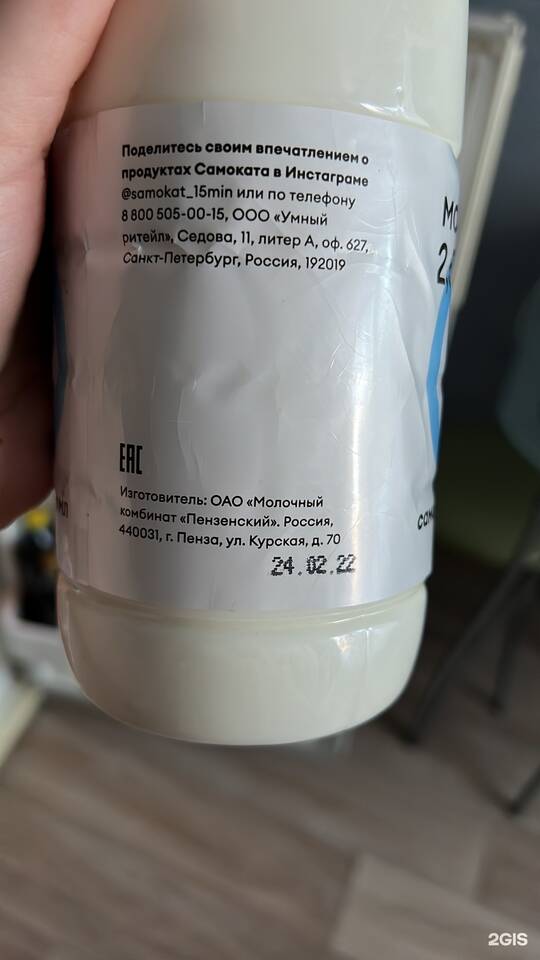 Поделитесь своим впечатлением о
продуктах Самоката в Инстаграме
@samokat_15min или по телефону
8 800 505-00-15, ООО «Умный
ритейл», Седова, 11, литер А, оф. 627,
Санкт-Петербург, Россия, 192019
EAC
Изготовитель: ОАО «Молочный
комбинат «Пензенский». Россия,
440031, г. Пенза, ул. Курская, д. 70
24.02.22
2GIS